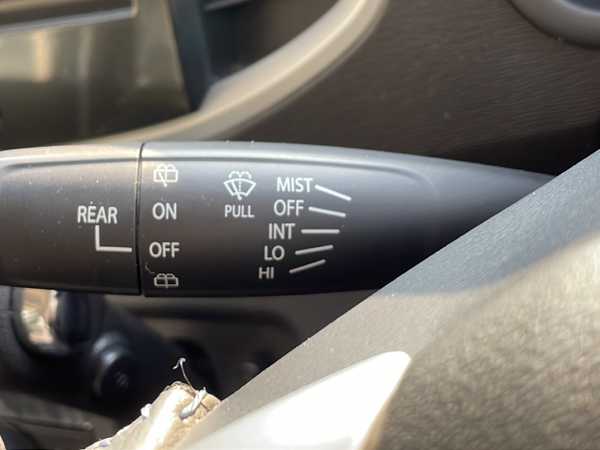 REAR
ON
OFF
PULL
MIST
OFF
INT
LO
HI